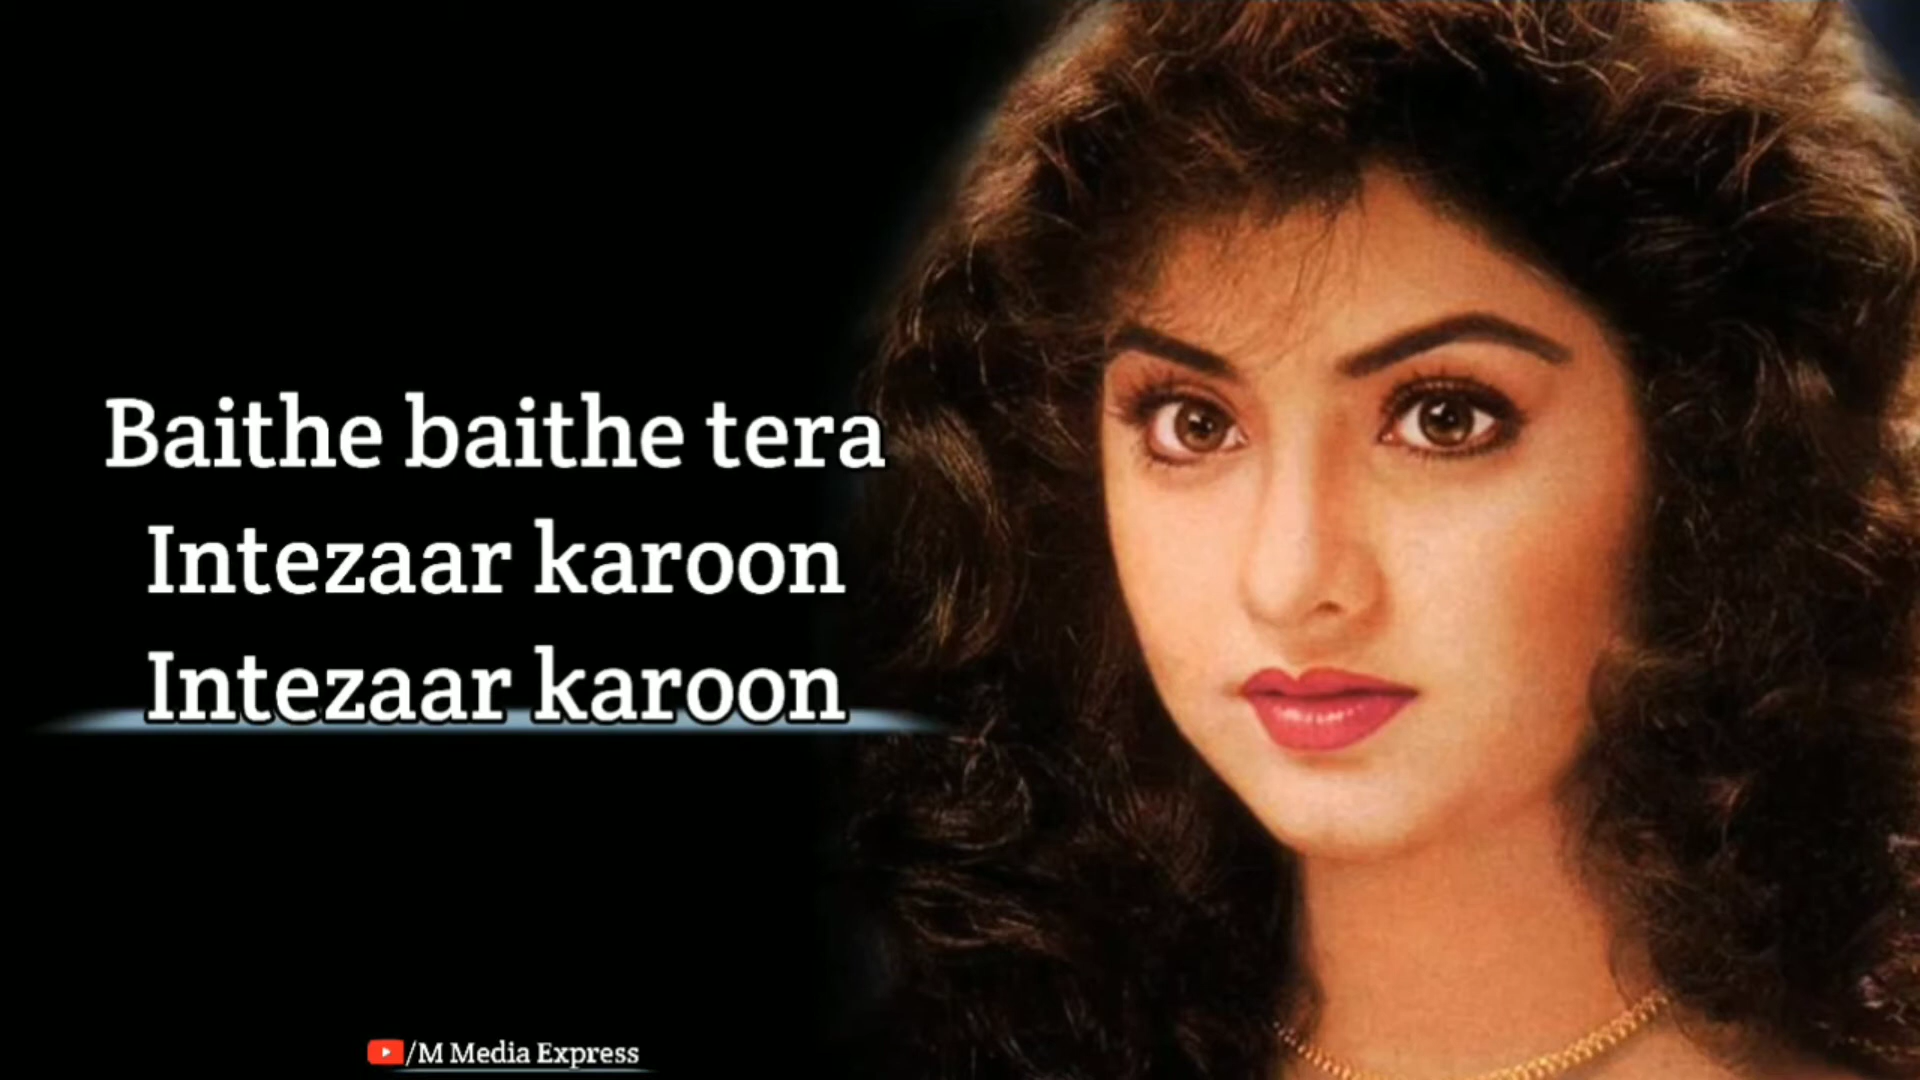 Baithe baithe tera
Intezaar karoon
Intezaar karoon
/M Media Express